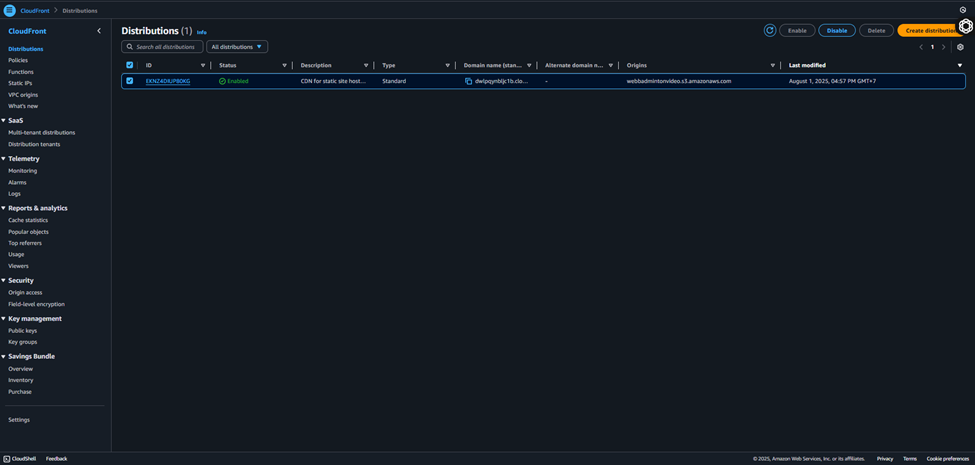 CloudFront > Distributions
CloudFront
Distributions
Policies
Functions
Static IPs
VPC origins
What's new
SaaS
Multi-tenant distributions
Distribution tenants
Telemetry
Monitoring
Alarms
Logs
Reports & analytics
Cache statistics
Popular objects
Top referrers
Usage
Viewers
Security
Origin access
Field-level encryption
Key management
Public keys
Key groups
Savings Bundle
Overview
Inventory
Purchase
Settings
Distributions (1) Info
Enable Disable Delete Create distribution
Search all distributions All distributions
1
ID Status Description Type Domain name (stan... Alternate domain n... Origins Last modified
Enabled CDN for static site host... Standard - webbadmintonvideo.s3.amazonaws.com August 1, 2025, 04:57 PM GMT+7
CloudShell Feedback © 2025, Amazon Web Services, Inc. or its affiliates. Privacy Terms Cookie preferences